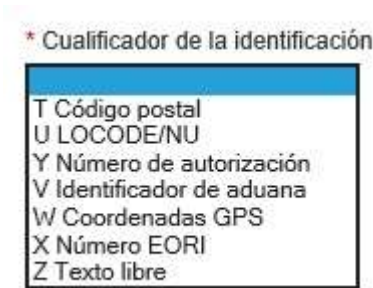 * Cualificador de la identificación
T Código postal
U LOCODE/NU
Y Número de autorización
V Identificador de aduana
W Coordenadas GPS
X Número EORI
Z Texto libre